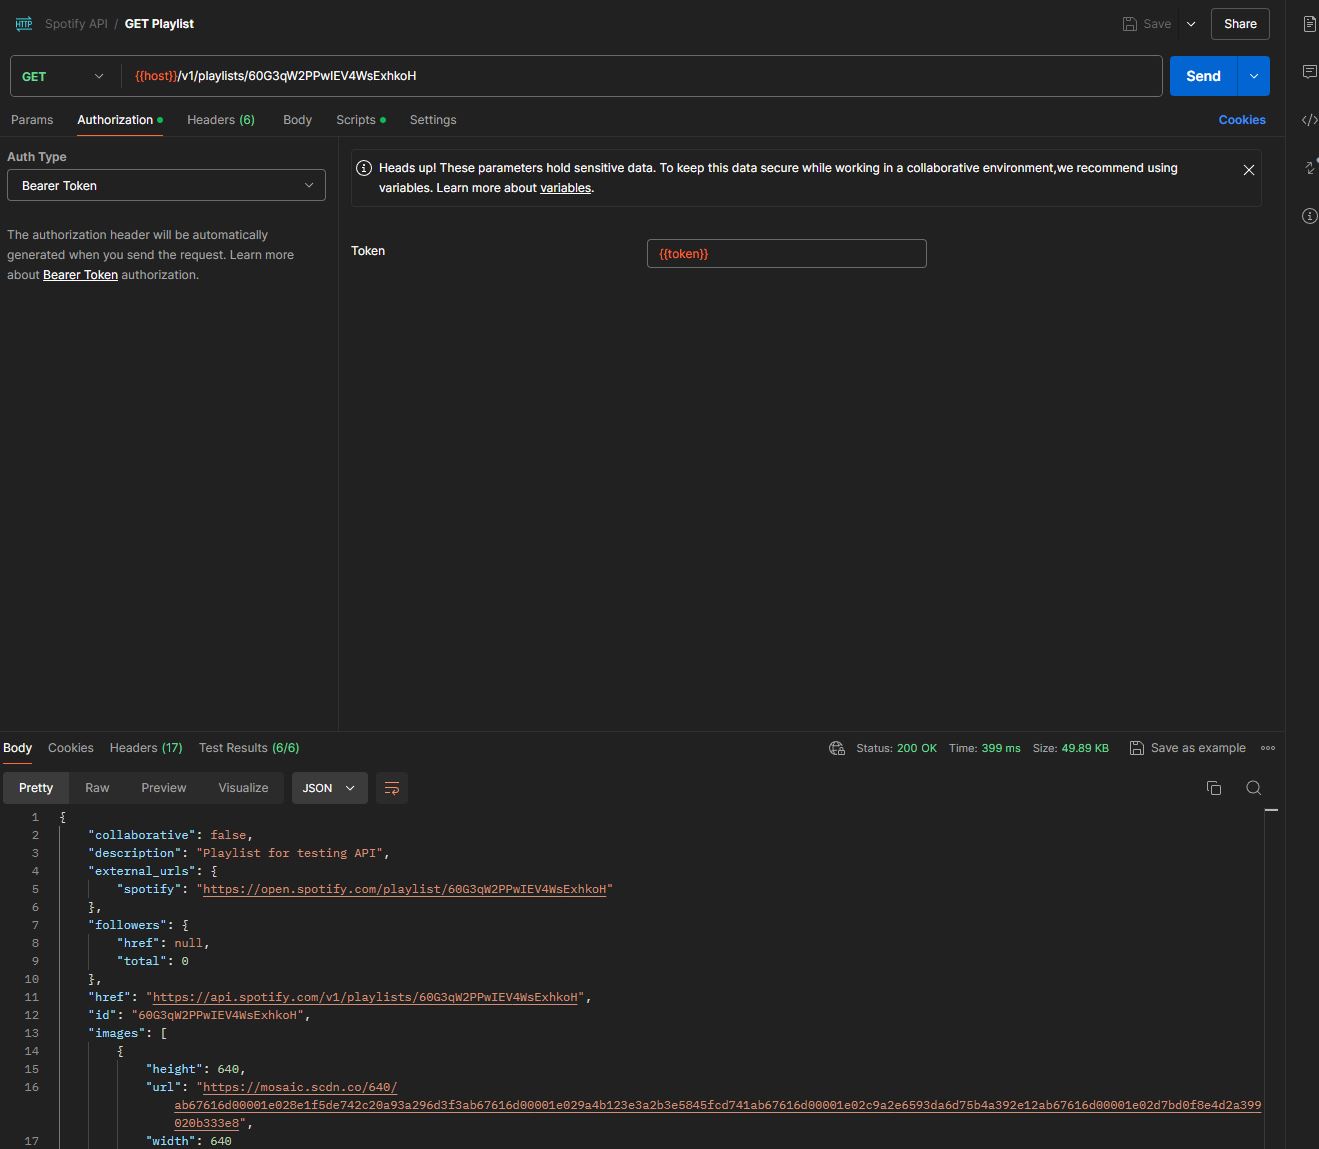 HTTP Spotify API / GET Playlist Save Share
GET {{host}}/v1/playlists/60G3qW2PPwIEV4WsExhkoH Send
Params Authorization Headers (6) Body Scripts Settings Cookies
Auth Type
Bearer Token
The authorization header will be automatically
generated when you send the request. Learn more
about Bearer Token authorization.
Heads up! These parameters hold sensitive data. To keep this data secure while working in a collaborative environment,we recommend using
variables. Learn more about variables.
Token {{token}}
Body Cookies Headers (17) Test Results (6/6) Status: 200 OK Time: 399 ms Size: 49.89 KB Save as example
Pretty Raw Preview Visualize JSON
1 {
2 "collaborative": false,
3 "description": "Playlist for testing API",
4 "external_urls": {
5 "spotify": "https://open.spotify.com/playlist/60G3qW2PPwIEV4WsExhkoH"
6 },
7 "followers": {
8 "href": null,
9 "total": 0
10 },
11 "href": "https://api.spotify.com/v1/playlists/60G3qW2PPwIEV4WsExhkoH",
12 "id": "60G3qW2PPwIEV4WsExhkoH",
13 "images": [
14 {
15 "height": 640,
16 "url": "https://mosaic.scdn.co/640/
ab67616d00001e028e1f5de742c20a93a296d3f3ab67616d00001e029a4b123e3a2b3e5845fcd741ab67616d00001e02c9a2e6593da6d75b4a392e12ab67616d00001e02d7bd0f8e4d2a399
020b333e8",
17 "width": 640